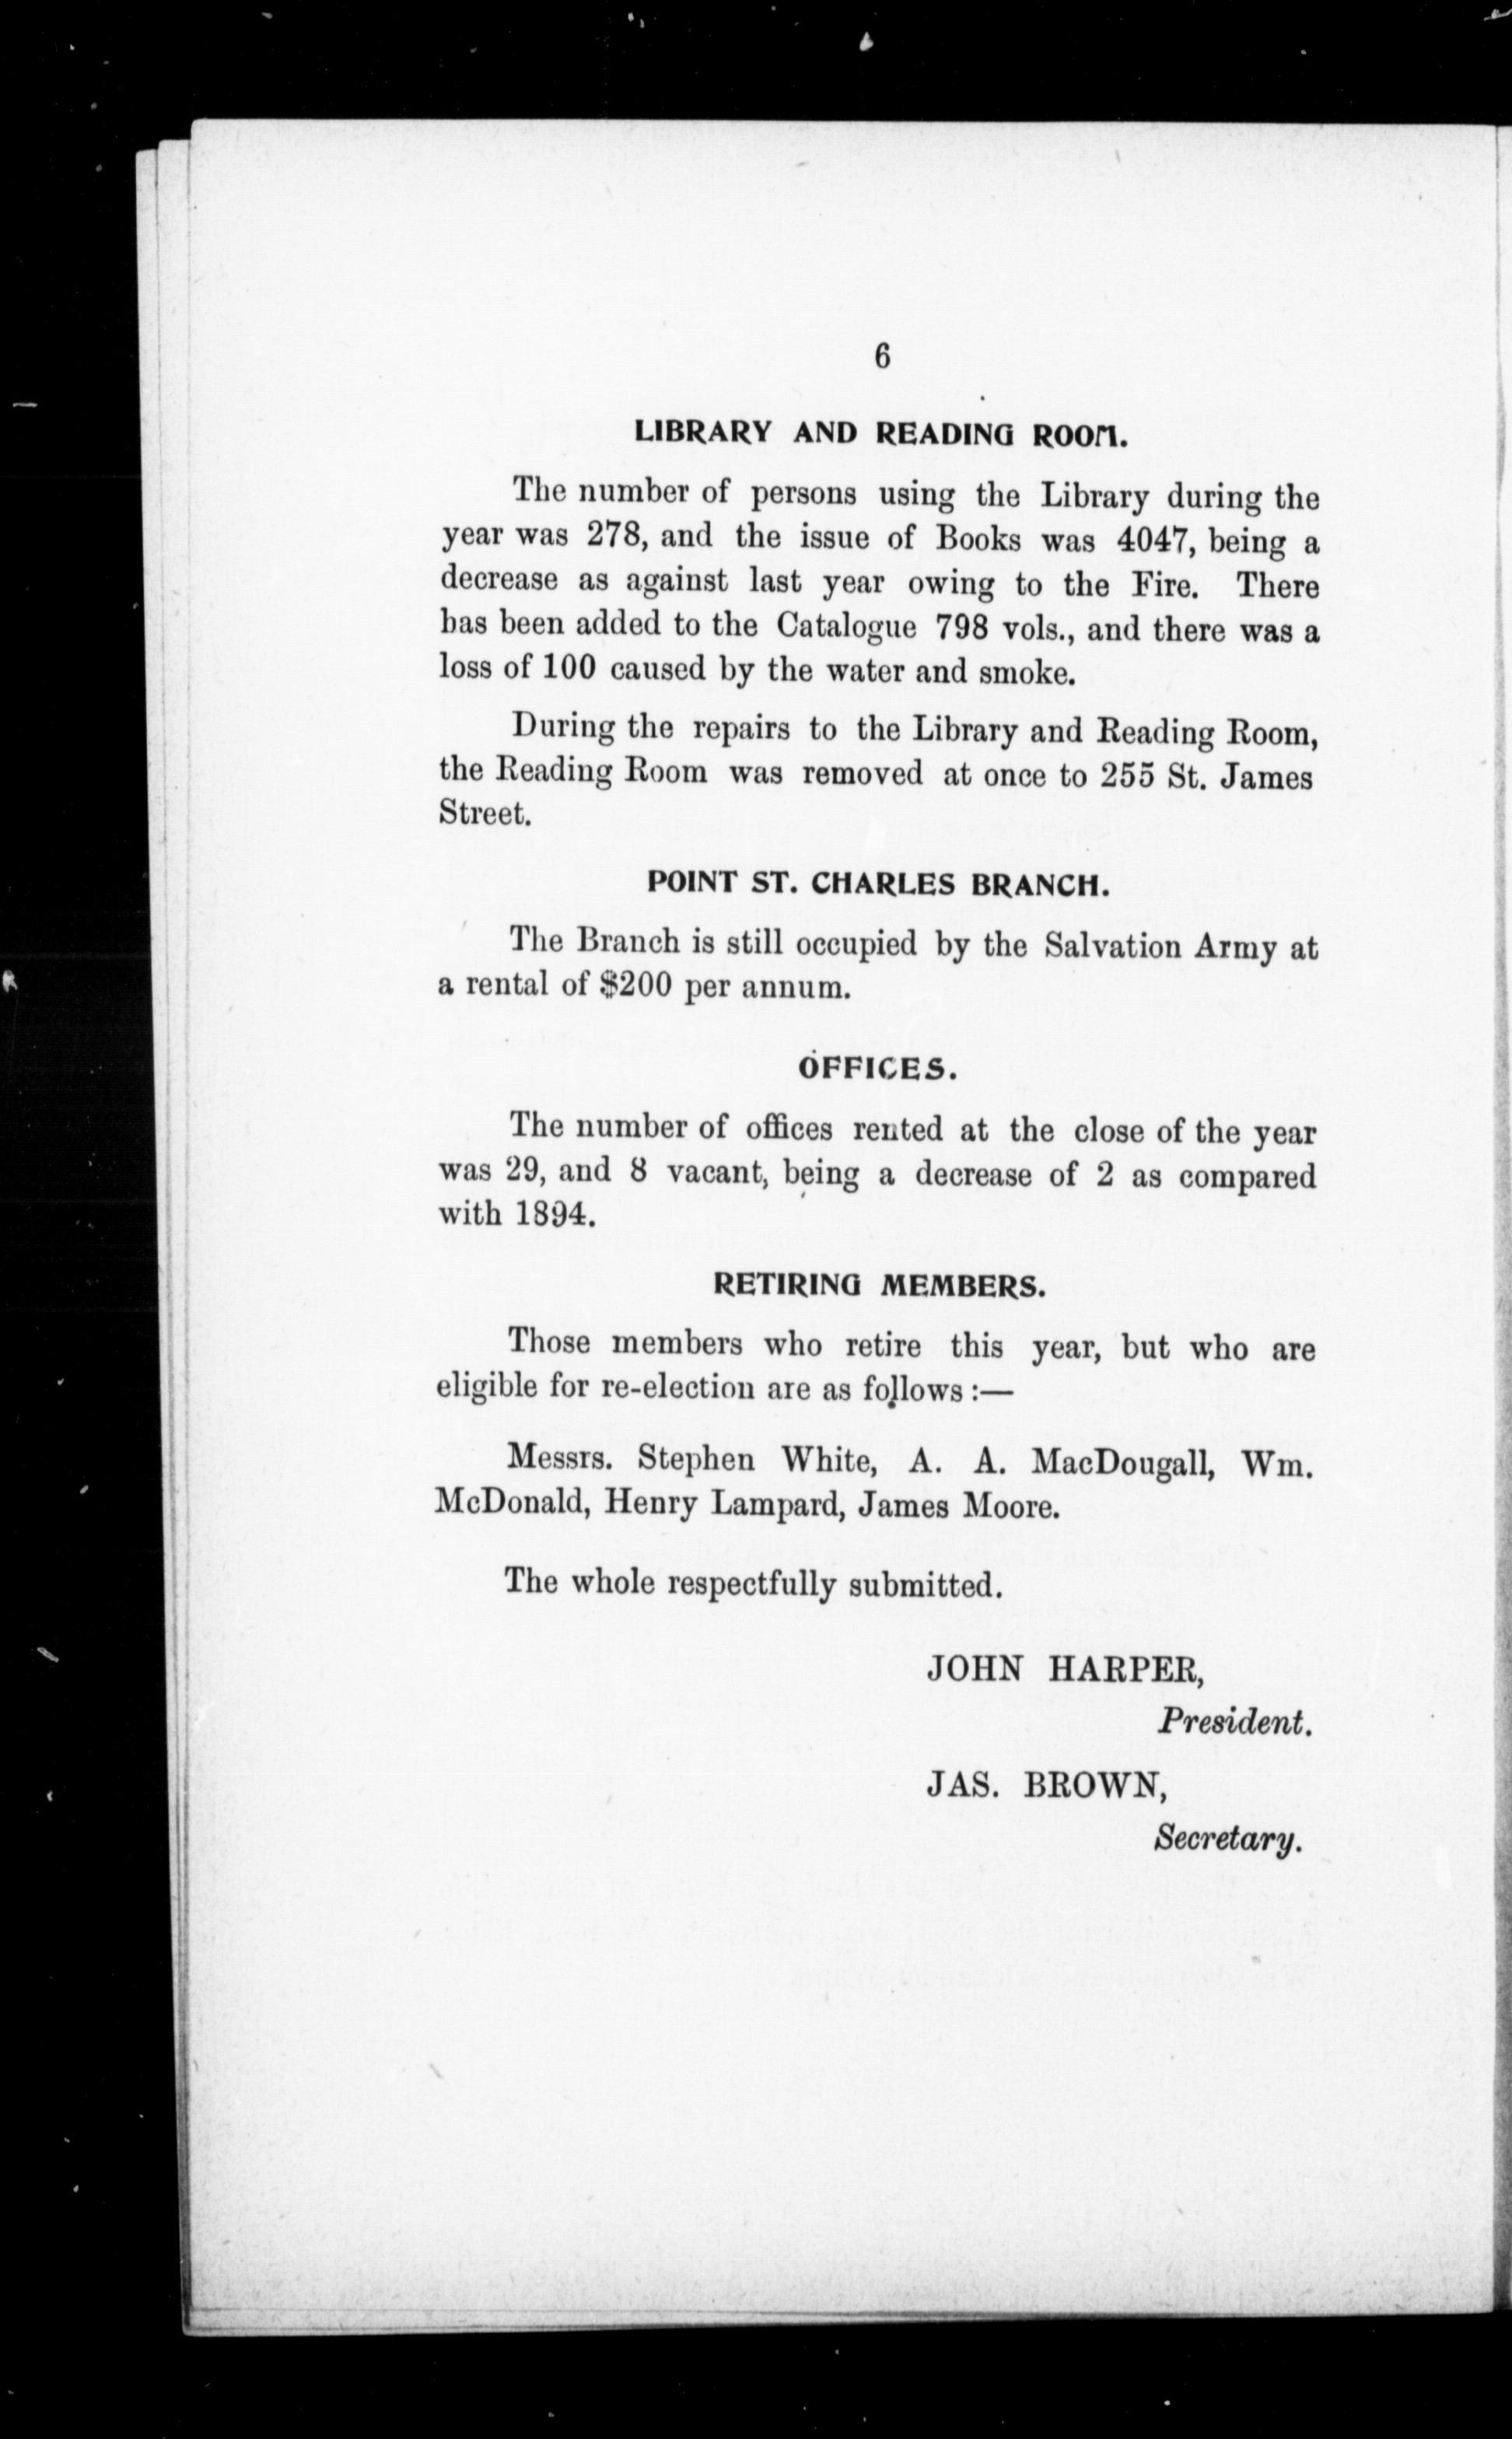 6
LIBRARY AND READING ROOM.
The number of persons using the Library during the
year was 278, and the issue of Books was 4047, being a
decrease as against last year owing to the Fire. There
has been added to the Catalogue 798 vols., and there was a
loss of 100 caused by the water and smoke.
During the repairs to the Library and Reading Room,
the Reading Room was removed at once to 255 St. James
Street.
POINT ST. CHARLES BRANCH.
The Branch is still occupied by the Salvation Army at
a rental of $200 per annum.
OFFICES.
The number of offices rented at the close of the year
was 29, and 8 vacant, being a decrease of 2 as compared
with 1894.
RETIRING MEMBERS.
Those members who retire this year, but who are
eligible for re-election are as follows :—
Messrs. Stephen White, A. A. MacDougall, Wm.
McDonald, Henry Lampard, James Moore.
The whole respectfully submitted.
JOHN HARPER,
President.
JAS. BROWN,
Secretary.